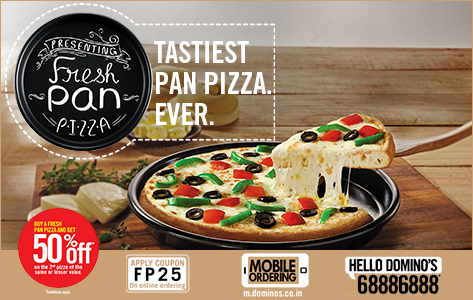 PRESENTING
Fresh
pan
PIZZA
TASTIEST
PAN PIZZA.
EVER.
BUY A FRESH
PAN PIZZA AND GET
50% off
on the 2nd pizza of the
same or lesser value
*Conditions apply.
APPLY COUPON
FP25
On online ordering
MOBILE
ORDERING
m.dominos.co.in
HELLO DOMINO'S
68886888